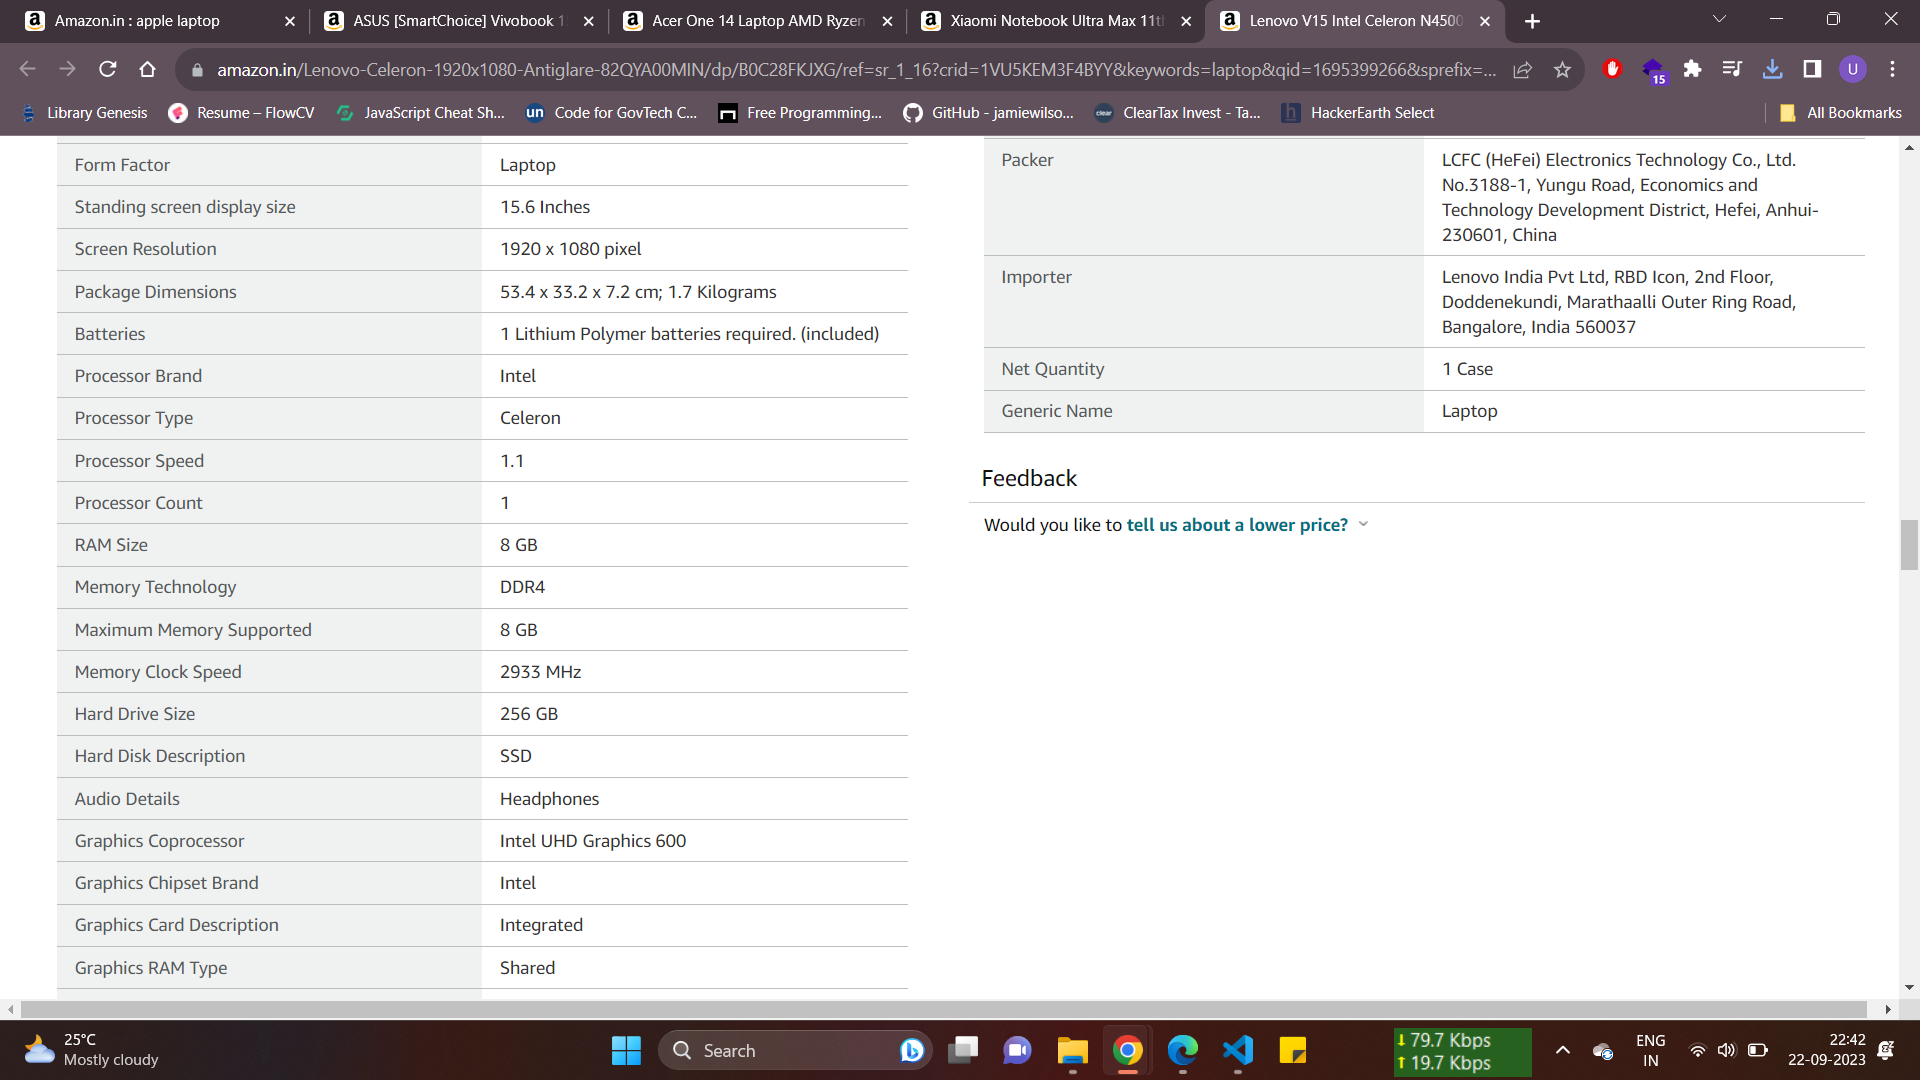 Amazon.in : apple laptop
ASUS [SmartChoice] Vivobook 1
Acer One 14 Laptop AMD Ryzen
Xiaomi Notebook Ultra Max 11th
Lenovo V15 Intel Celeron N4500
amazon.in/Lenovo-Celeron-1920x1080-Antiglare-82QYA00MIN/dp/B0C28FKJXG/ref=sr_1_16?crid=1VU5KEM3F4BYY&keywords=laptop&qid=1695399266&sprefix=...
15
U
Library Genesis
Resume – FlowCV
JavaScript Cheat Sh...
un
Code for GovTech C...
Free Programming...
GitHub - jamiewilso...
clear
ClearTax Invest - Ta...
h
HackerEarth Select
All Bookmarks
Form Factor
Laptop
Standing screen display size
15.6 Inches
Screen Resolution
1920 x 1080 pixel
Package Dimensions
53.4 x 33.2 x 7.2 cm; 1.7 Kilograms
Batteries
1 Lithium Polymer batteries required. (included)
Processor Brand
Intel
Processor Type
Celeron
Processor Speed
1.1
Processor Count
1
RAM Size
8 GB
Memory Technology
DDR4
Maximum Memory Supported
8 GB
Memory Clock Speed
2933 MHz
Hard Drive Size
256 GB
Hard Disk Description
SSD
Audio Details
Headphones
Graphics Coprocessor
Intel UHD Graphics 600
Graphics Chipset Brand
Intel
Graphics Card Description
Integrated
Graphics RAM Type
Shared
Packer
LCFC (HeFei) Electronics Technology Co., Ltd.
No.3188-1, Yungu Road, Economics and
Technology Development District, Hefei, Anhui-
230601, China
Importer
Lenovo India Pvt Ltd, RBD Icon, 2nd Floor,
Doddenekundi, Marathaalli Outer Ring Road,
Bangalore, India 560037
Net Quantity
1 Case
Generic Name
Laptop
Feedback
Would you like to tell us about a lower price?
25°C
Mostly cloudy
Search
79.7 Kbps
19.7 Kbps
ENG
IN
22:42
22-09-2023